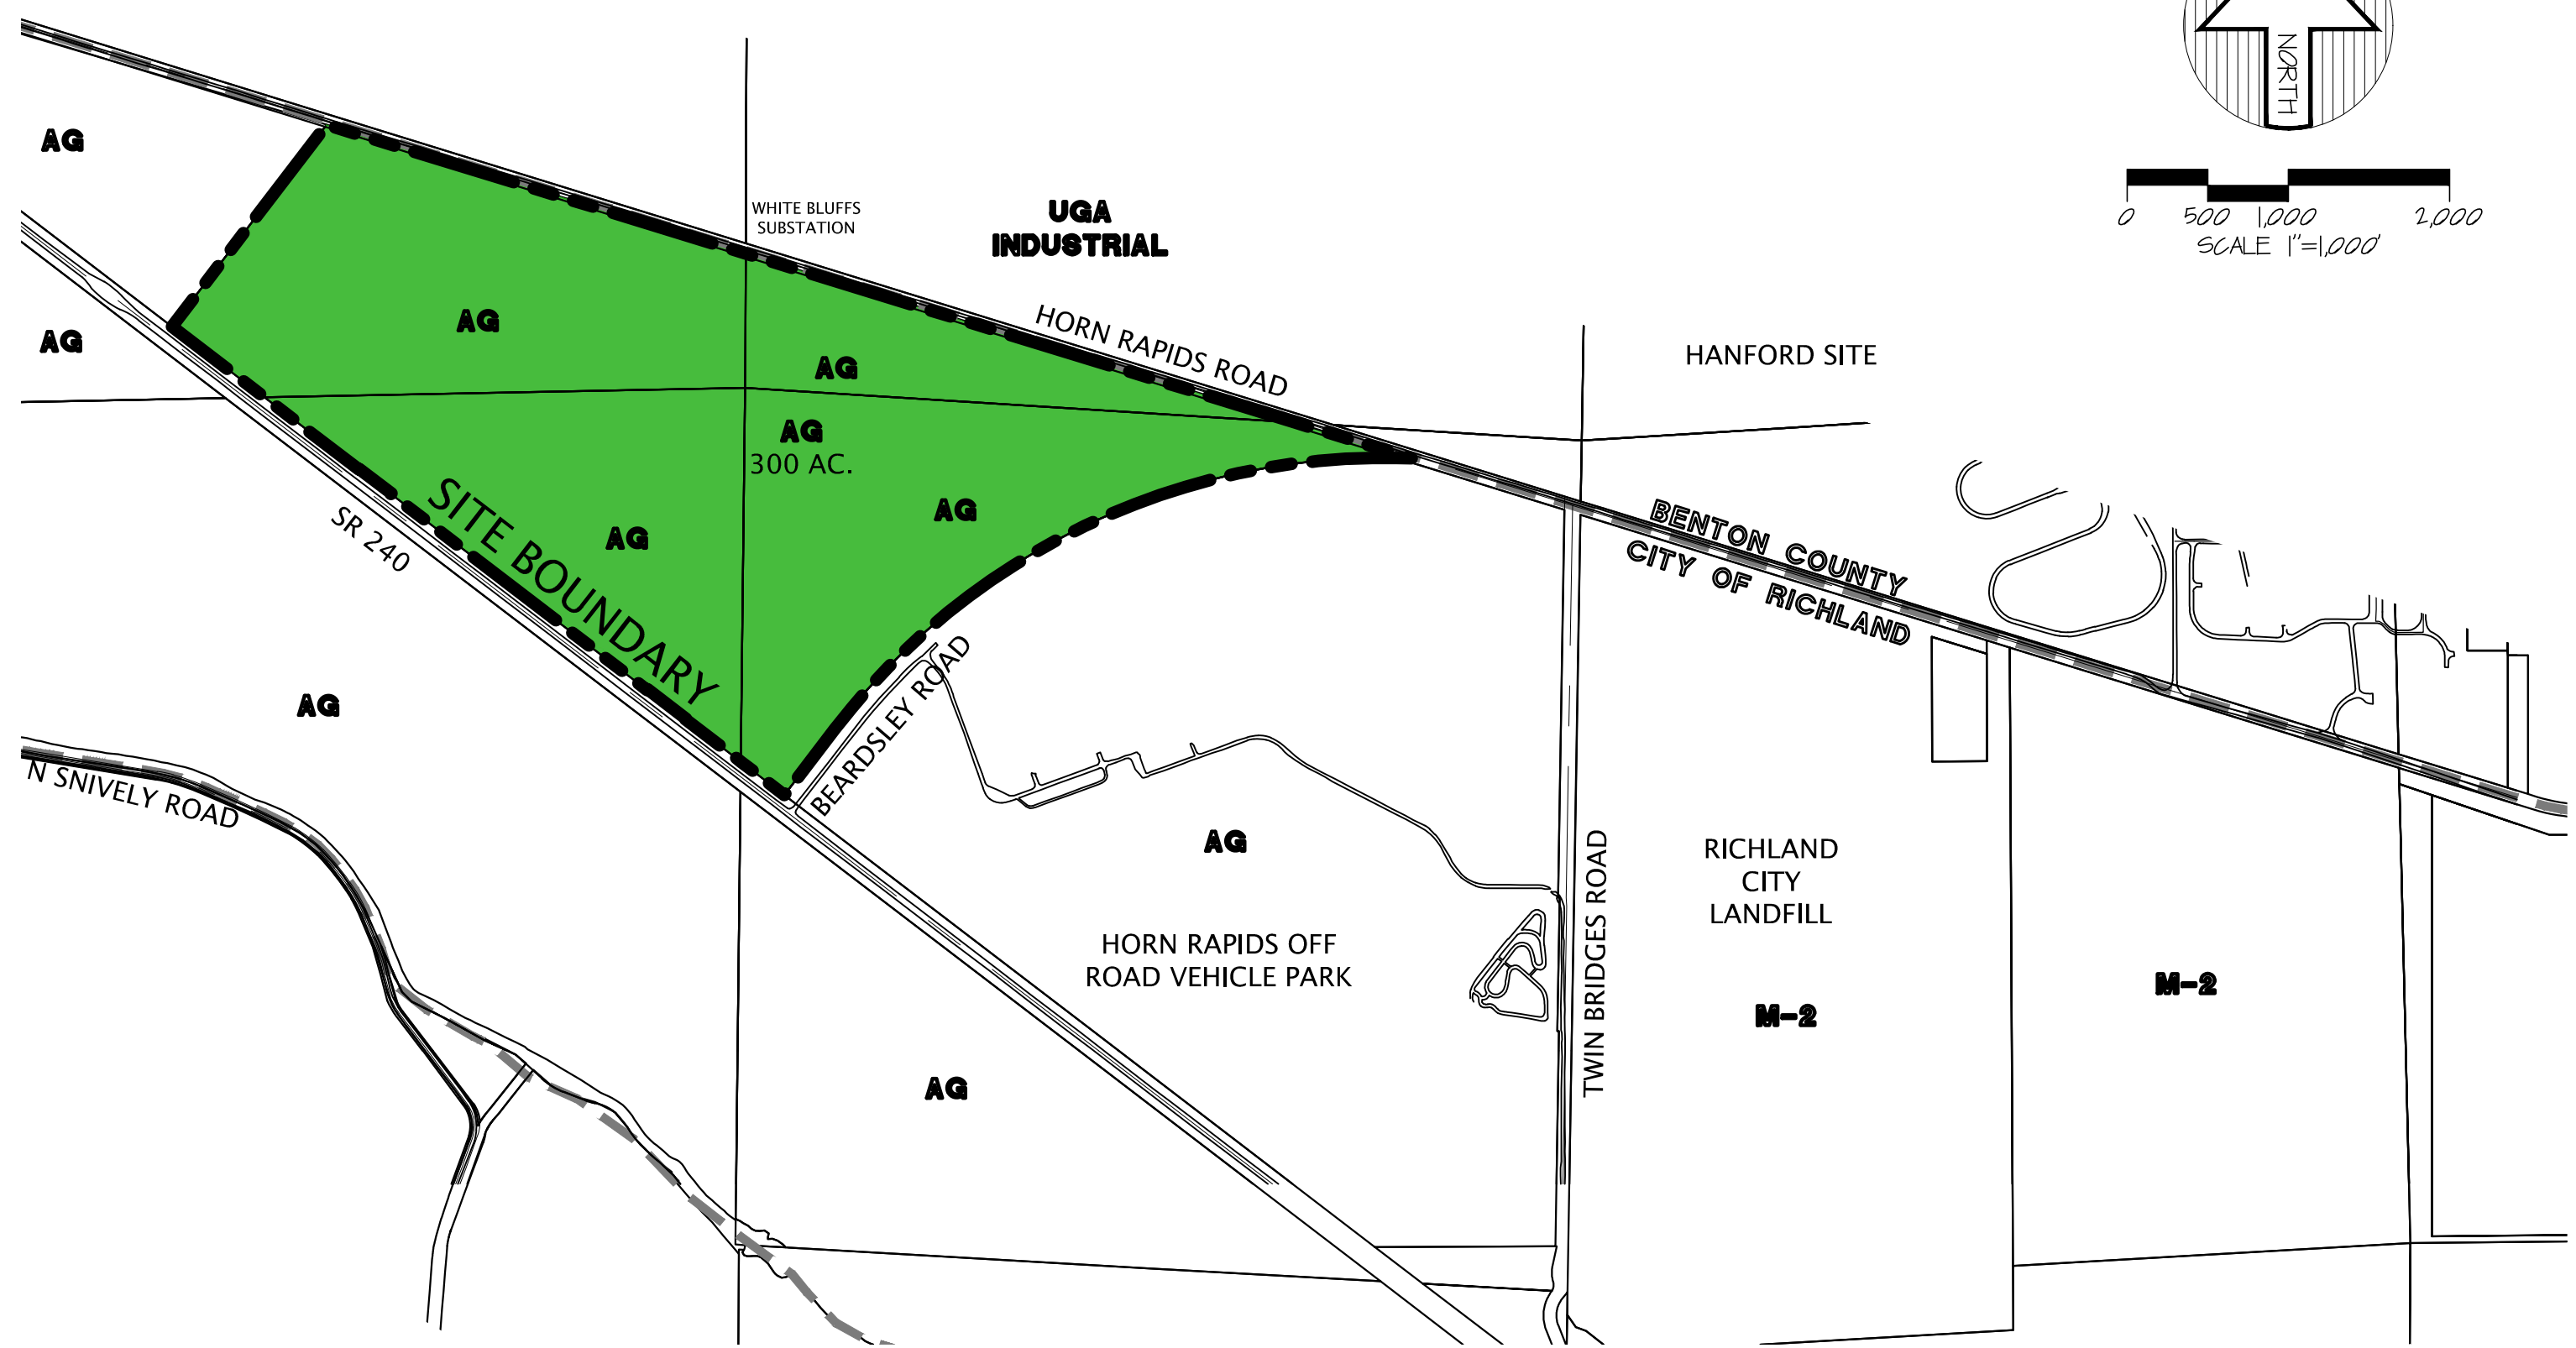 NORTH
0 500 1,000 2,000
SCALE 1"=1,000'
AG
WHITE BLUFFS
SUBSTATION
UGA
INDUSTRIAL
HORN RAPIDS ROAD
HANFORD SITE
AG
AG
AG
AG
300 AC.
AG
AG
SITE BOUNDARY
SR 240
BENTON COUNTY
CITY OF RICHLAND
AG
BEARDSLEY ROAD
N SNIVELY ROAD
AG
TWIN BRIDGES ROAD
RICHLAND
CITY
LANDFILL
HORN RAPIDS OFF
ROAD VEHICLE PARK
M-2
M-2
AG